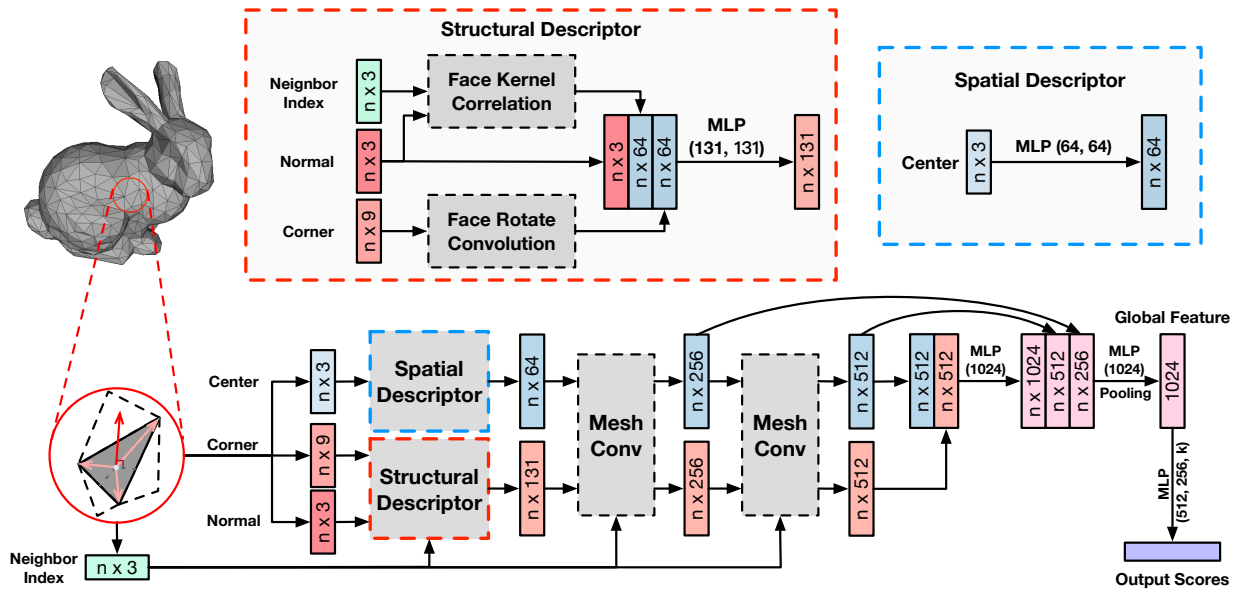 Structural Descriptor
Neignbor
Index
n x 3
Face Kernel
Correlation
Normal
n x 3
n x 3
n x 64
n x 64
MLP
(131, 131)
n x 131
Corner
n x 9
Face Rotate
Convolution
Spatial Descriptor
Center
n x 3
MLP (64, 64)
n x 64
Center
n x 3
Spatial
Descriptor
n x 64
Corner
n x 9
Structural
Descriptor
n x 131
Normal
n x 3
Neighbor
Index
n x 3
Mesh
Conv
n x 256
n x 256
Mesh
Conv
n x 512
n x 512
n x 512
n x 512
MLP
(1024)
n x 1024
n x 512
n x 256
MLP
(1024)
Pooling
Global Feature
1024
MLP
(512, 256, k)
Output Scores